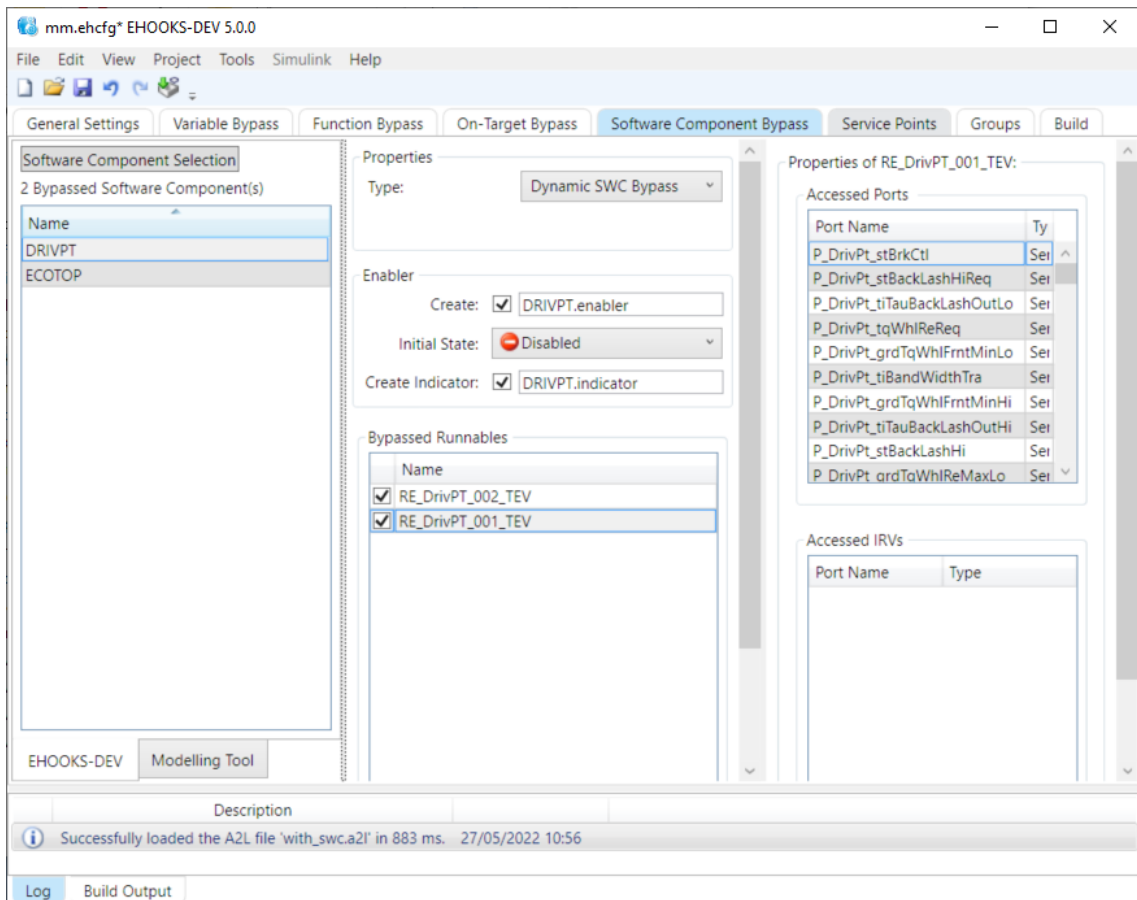 mm.ehcfg* EHOOKS-DEV 5.0.0
File Edit View Project Tools Simulink Help
General Settings Variable Bypass Function Bypass On-Target Bypass Software Component Bypass Service Points Groups Build
Software Component Selection
2 Bypassed Software Component(s)
Name
DRIVPT
ECOTOP
EHOOKS-DEV Modelling Tool
Properties
Type: Dynamic SWC Bypass
Enabler
Create: DRIVPT.enabler
Initial State: Disabled
Create Indicator: DRIVPT.indicator
Bypassed Runnables
Name
RE_DrivPT_002_TEV
RE_DrivPT_001_TEV
Properties of RE_DrivPT_001_TEV:
Accessed Ports
Port Name Ty
P_DrivPt_stBrkCtl Ser
P_DrivPt_stBackLashHiReq Ser
P_DrivPt_tiTauBackLashOutLo Ser
P_DrivPt_tqWhlReReq Ser
P_DrivPt_grdTqWhlFrntMinLo Ser
P_DrivPt_tiBandWidthTra Ser
P_DrivPt_grdTqWhlFrntMinHi Ser
P_DrivPt_tiTauBackLashOutHi Ser
P_DrivPt_stBackLashHi Ser
P_DrivPt_grdTqWhlReMaxLo Ser
Accessed IRVs
Port Name Type
Description
Successfully loaded the A2L file 'with_swc.a2l' in 883 ms. 27/05/2022 10:56
Log Build Output